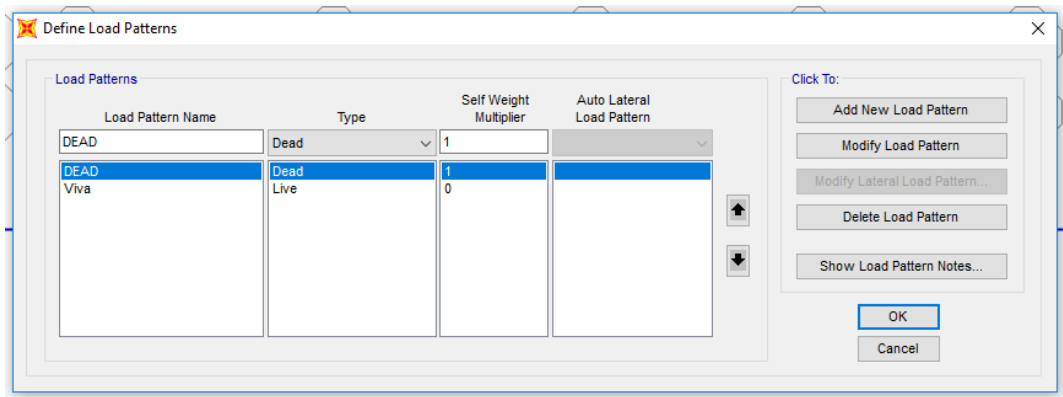 Define Load Patterns
Load Patterns
Click To:
Load Pattern Name Type Self Weight Multiplier Auto Lateral Load Pattern
DEAD Dead 1
DEAD Dead 1
Viva Live 0
Add New Load Pattern
Modify Load Pattern
Modify Lateral Load Pattern...
Delete Load Pattern
Show Load Pattern Notes...
OK
Cancel